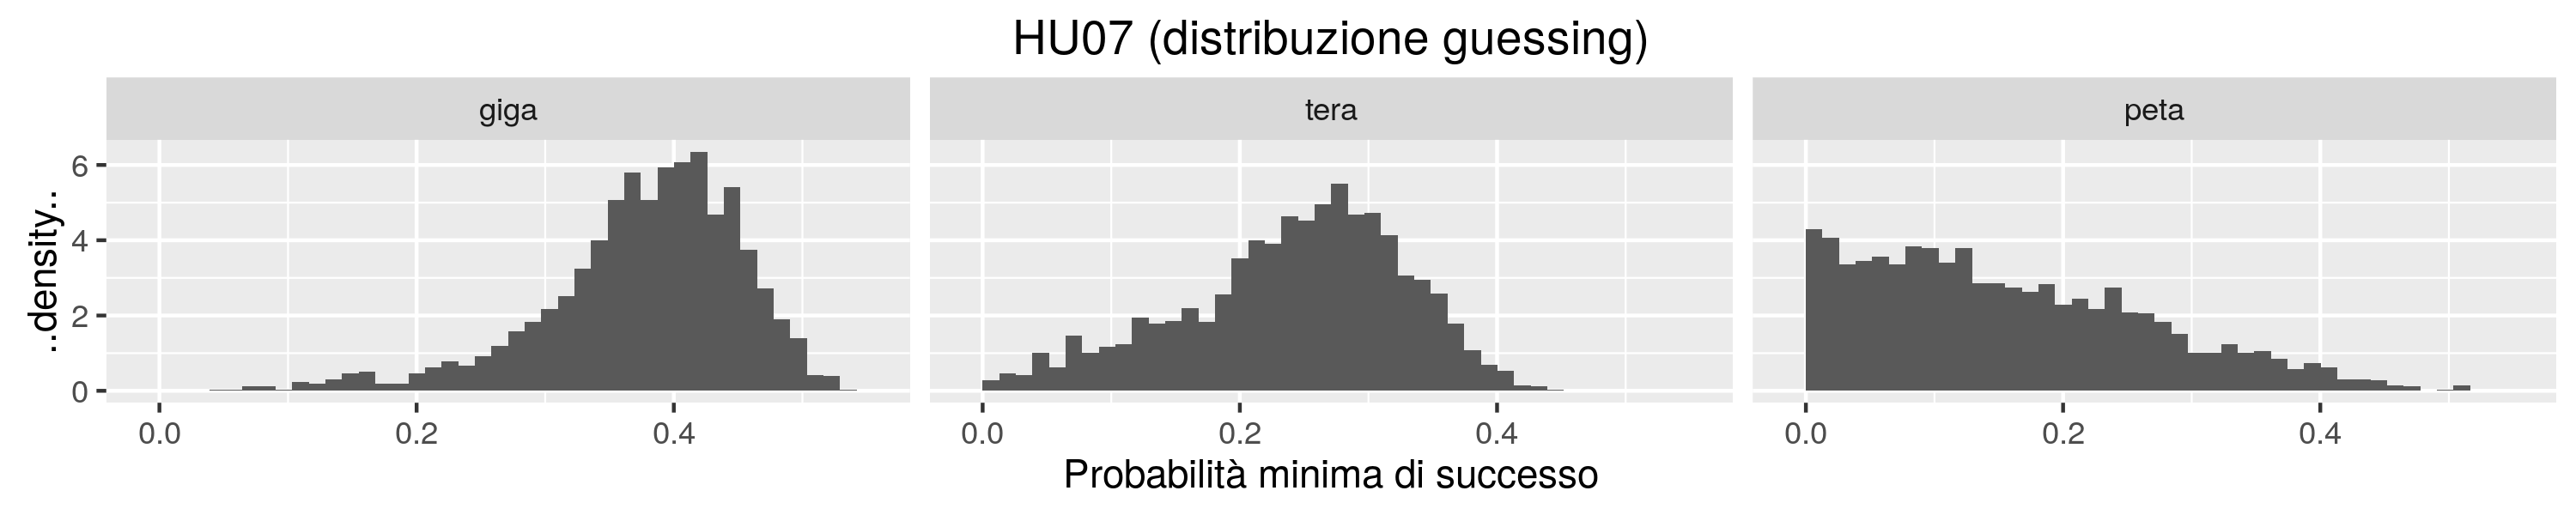 HU07 (distribuzione guessing)
giga
tera
peta
..density..
6
4
2
0
0.0 0.2 0.4
0.0 0.2 0.4
0.0 0.2 0.4
Probabilità minima di successo